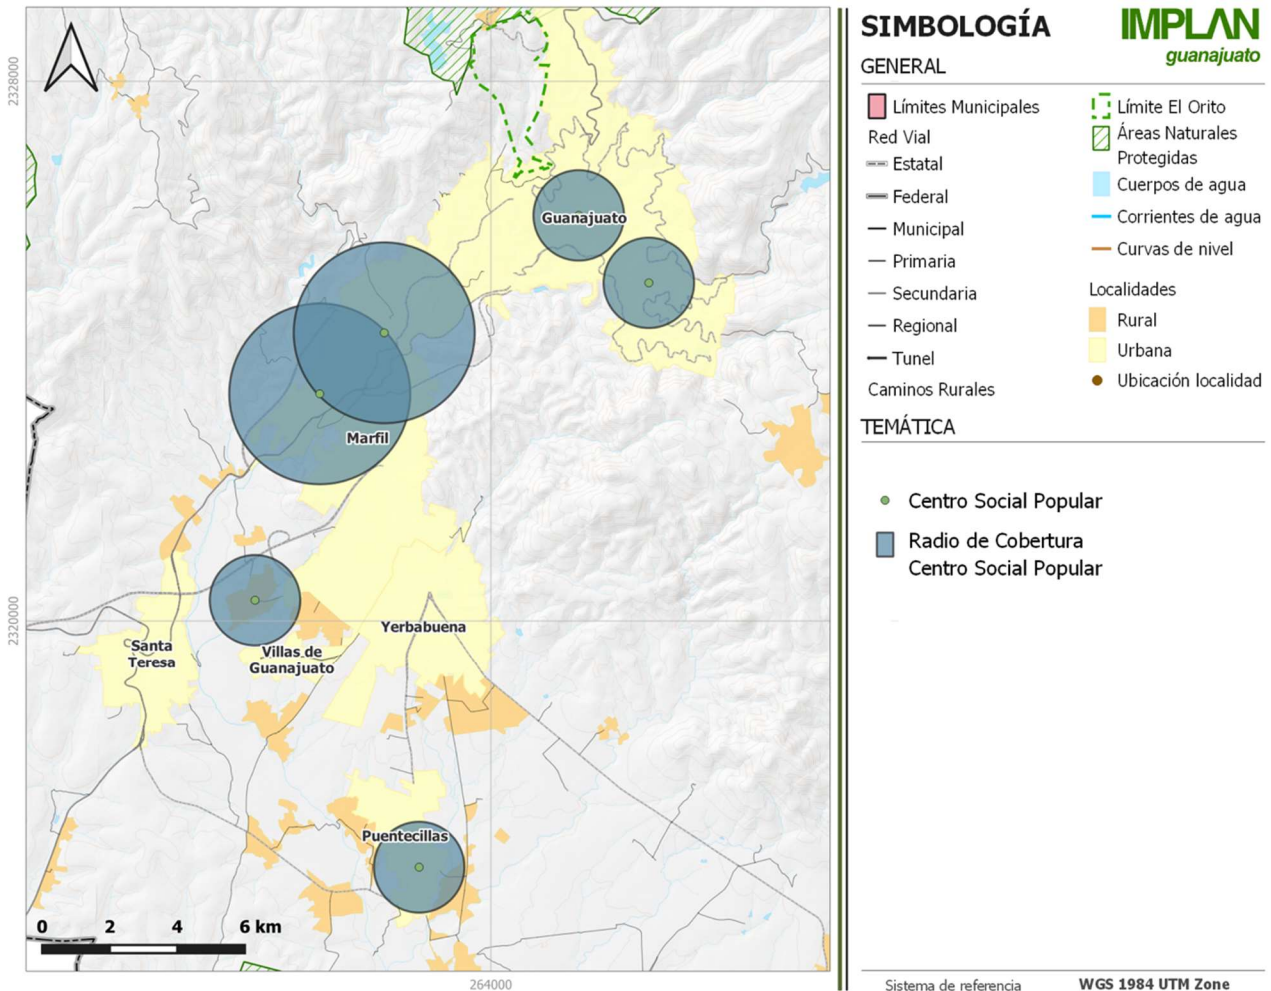 2328000
2320000
264000
Guanajuato
Marfil
Santa
Teresa
Villas de
Guanajuato
Yerbabuena
Puentecillas
0 2 4 6 km
SIMBOLOGÍA
IMPLAN
guanajuato
GENERAL
Límites Municipales
Red Vial
Estatal
Federal
Municipal
Primaria
Secundaria
Regional
Tunel
Caminos Rurales
Límite El Orito
Áreas Naturales
Protegidas
Cuerpos de agua
Corrientes de agua
Curvas de nivel
Localidades
Rural
Urbana
Ubicación localidad
TEMÁTICA
Centro Social Popular
Radio de Cobertura
Centro Social Popular
Sistema de referencia WGS 1984 UTM Zone